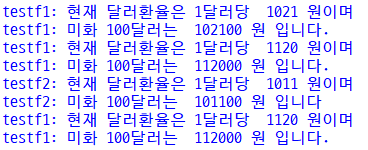 testf1: 현재 달러환율은 1달러당  1021 원이며
testf1: 미화 100달러는  102100 원 입니다.
testf1: 현재 달러환율은 1달러당  1120 원이며
testf1: 미화 100달러는  112000 원 입니다.
testf2: 현재 달러환율은 1달러당  1011 원이며
testf2: 미화 100달러는  101100 원 입니다
testf1: 현재 달러환율은 1달러당  1120 원이며
testf1: 미화 100달러는  112000 원 입니다.